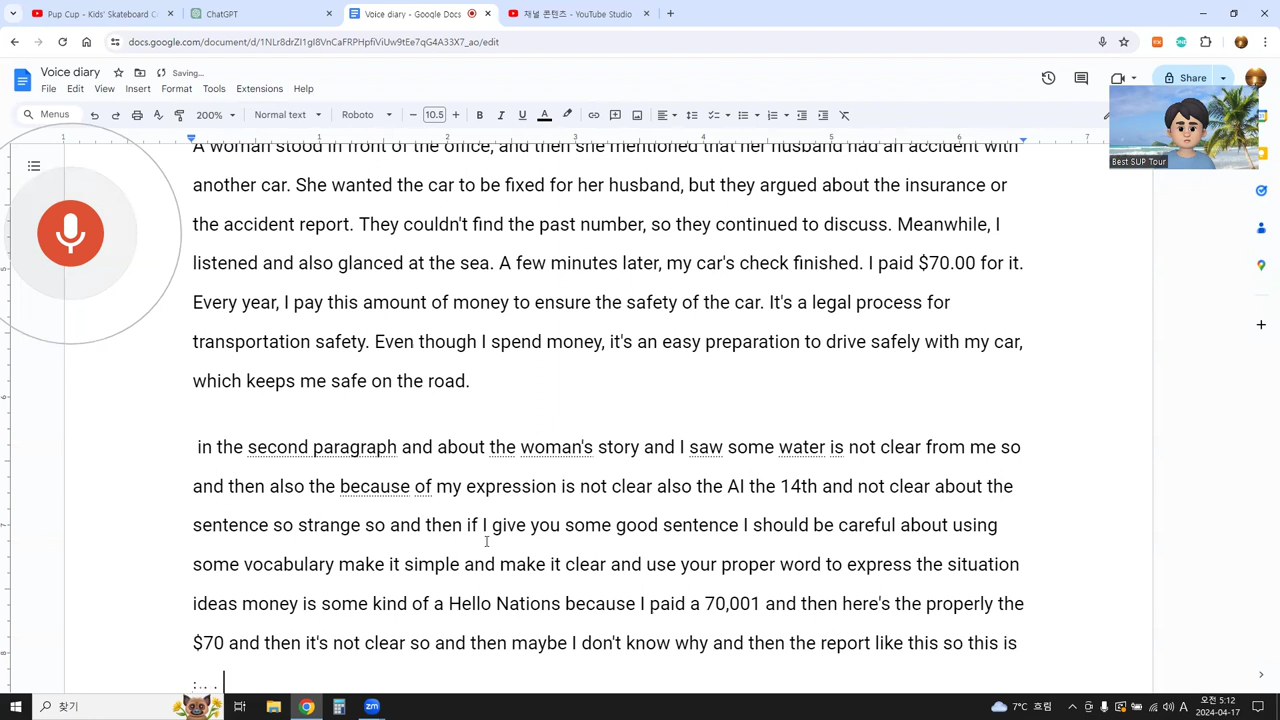 Pup Cup - Kids' Skateboard C
ChatGPT
Voice diary - Google Docs
채널 콘텐츠 - YouTube Studio
docs.google.com/document/d/1NLr8drZI1gI8VnCaFRPHpfiViUw9tEe7qG4A33X7_ao/edit
Voice diary
Saving...
File Edit View Insert Format Tools Extensions Help
Share
Menus
200%
Normal text
Roboto
10.5
Best SUP Tour
1 1 2 3 4 5 6 7
A woman stood in front of the office, and then she mentioned that her husband had an accident with
another car. She wanted the car to be fixed for her husband, but they argued about the insurance or
the accident report. They couldn't find the past number, so they continued to discuss. Meanwhile, I
listened and also glanced at the sea. A few minutes later, my car's check finished. I paid $70.00 for it.
Every year, I pay this amount of money to ensure the safety of the car. It's a legal process for
transportation safety. Even though I spend money, it's an easy preparation to drive safely with my car,
which keeps me safe on the road.
in the second paragraph and about the woman's story and I saw some water is not clear from me so
and then also the because of my expression is not clear also the AI the 14th and not clear about the
sentence so strange so and then if I give you some good sentence I should be careful about using
some vocabulary make it simple and make it clear and use your proper word to express the situation
ideas money is some kind of a Hello Nations because I paid a 70,001 and then here's the properly the
$70 and then it's not clear so and then maybe I don't know why and then the report like this so this is
찾기
7°C 흐림
A
오전 5:12
2024-04-17